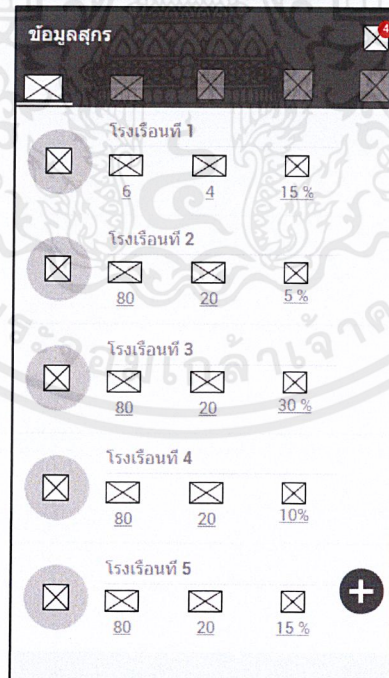 ข้อมูลสุกร
4
โรงเรือนที่ 1
6 4 15 %
โรงเรือนที่ 2
80 20 5 %
โรงเรือนที่ 3
80 20 30 %
โรงเรือนที่ 4
80 20 10%
โรงเรือนที่ 5
80 20 15 %